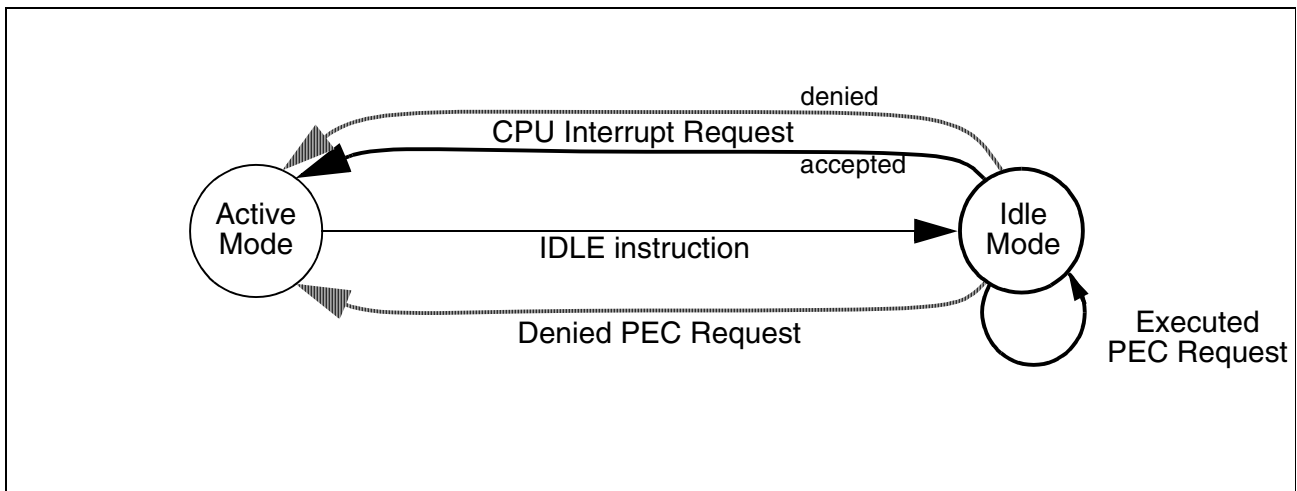 denied
CPU Interrupt Request
accepted
Active
Mode
Idle
Mode
IDLE instruction
Denied PEC Request
Executed
PEC Request